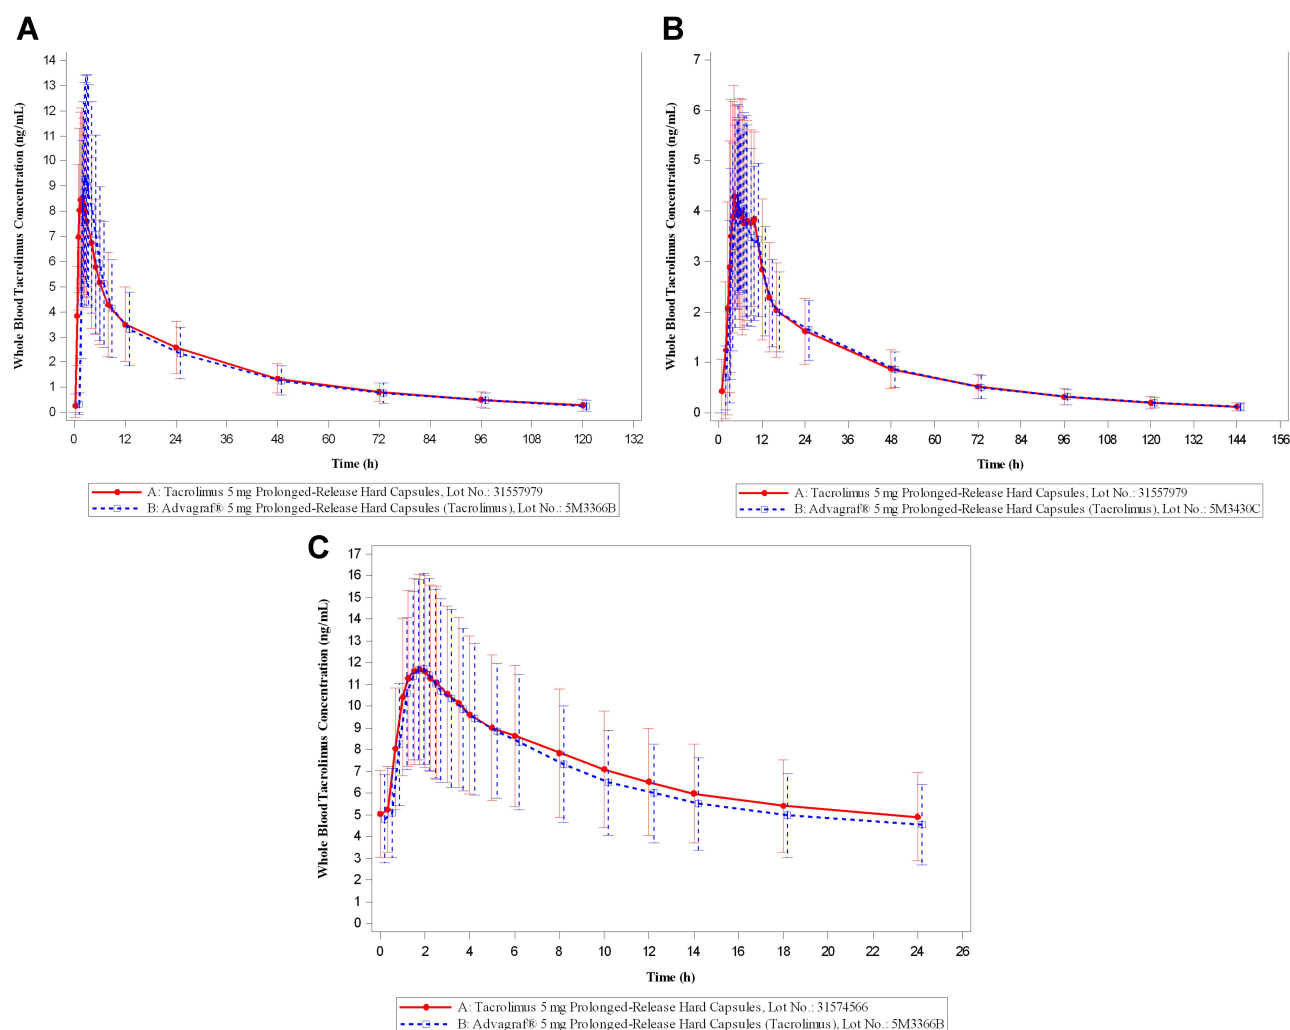 A
Whole Blood Tacrolimus Concentration (ng/mL)
14
13
12
11
10
9
8
7
6
5
4
3
2
1
0
0 12 24 36 48 60 72 84 96 108 120 132
Time (h)
A: Tacrolimus 5 mg Prolonged-Release Hard Capsules, Lot No.: 31557979
B: Advagraf® 5 mg Prolonged-Release Hard Capsules (Tacrolimus), Lot No.: 5M3366B
B
Whole Blood Tacrolimus Concentration (ng/mL)
7
6
5
4
3
2
1
0
0 12 24 36 48 60 72 84 96 108 120 132 144 156
Time (h)
A: Tacrolimus 5 mg Prolonged-Release Hard Capsules, Lot No.: 31557979
B: Advagraf® 5 mg Prolonged-Release Hard Capsules (Tacrolimus), Lot No.: 5M3430C
C
Whole Blood Tacrolimus Concentration (ng/mL)
17
16
15
14
13
12
11
10
9
8
7
6
5
4
3
2
1
0
0 2 4 6 8 10 12 14 16 18 20 22 24 26
Time (h)
A: Tacrolimus 5 mg Prolonged-Release Hard Capsules, Lot No.: 31574566
B: Advagraf® 5 mg Prolonged-Release Hard Capsules (Tacrolimus), Lot No.: 5M3366B